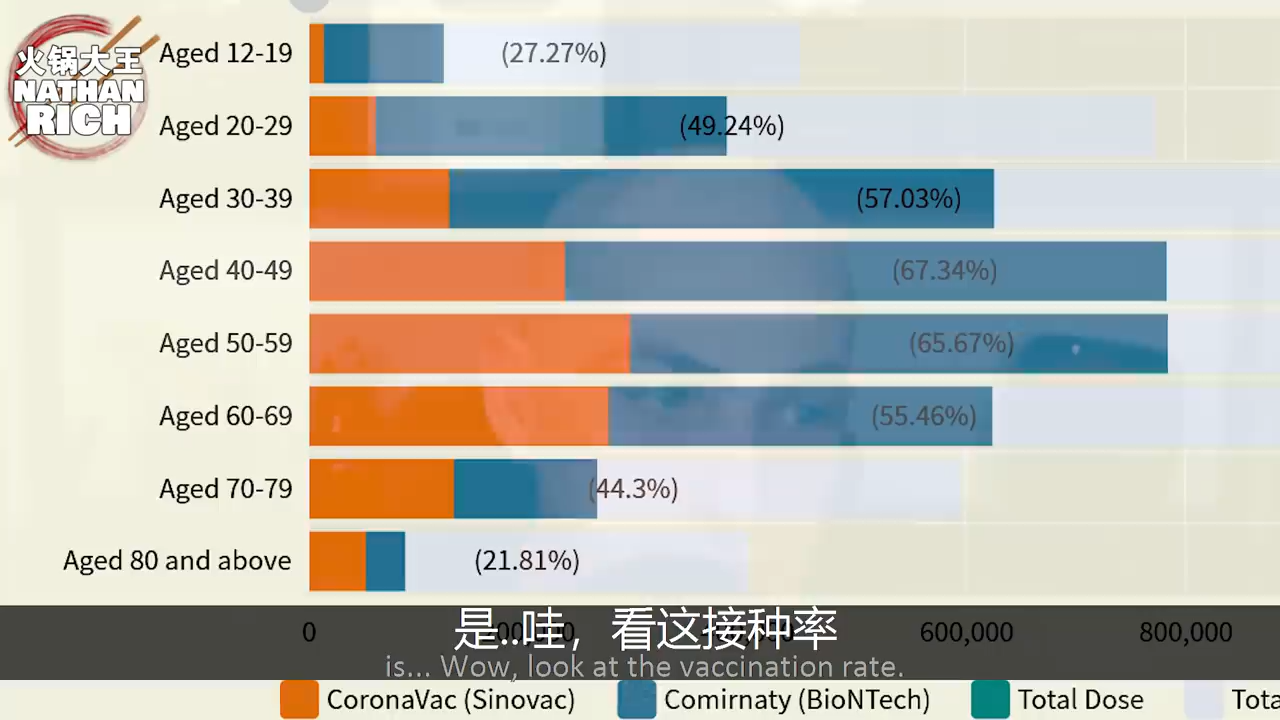 火锅大王
NATHAN
RICH
Aged 12-19 (27.27%)
Aged 20-29 (49.24%)
Aged 30-39 (57.03%)
Aged 40-49 (67.34%)
Aged 50-59 (65.67%)
Aged 60-69 (55.46%)
Aged 70-79 (44.3%)
Aged 80 and above (21.81%)
0 600,000 800,000
是..哇，看这接种率
is... Wow, look at the vaccination rate.
CoronaVac (Sinovac) Comirnaty (BioNTech) Total Dose